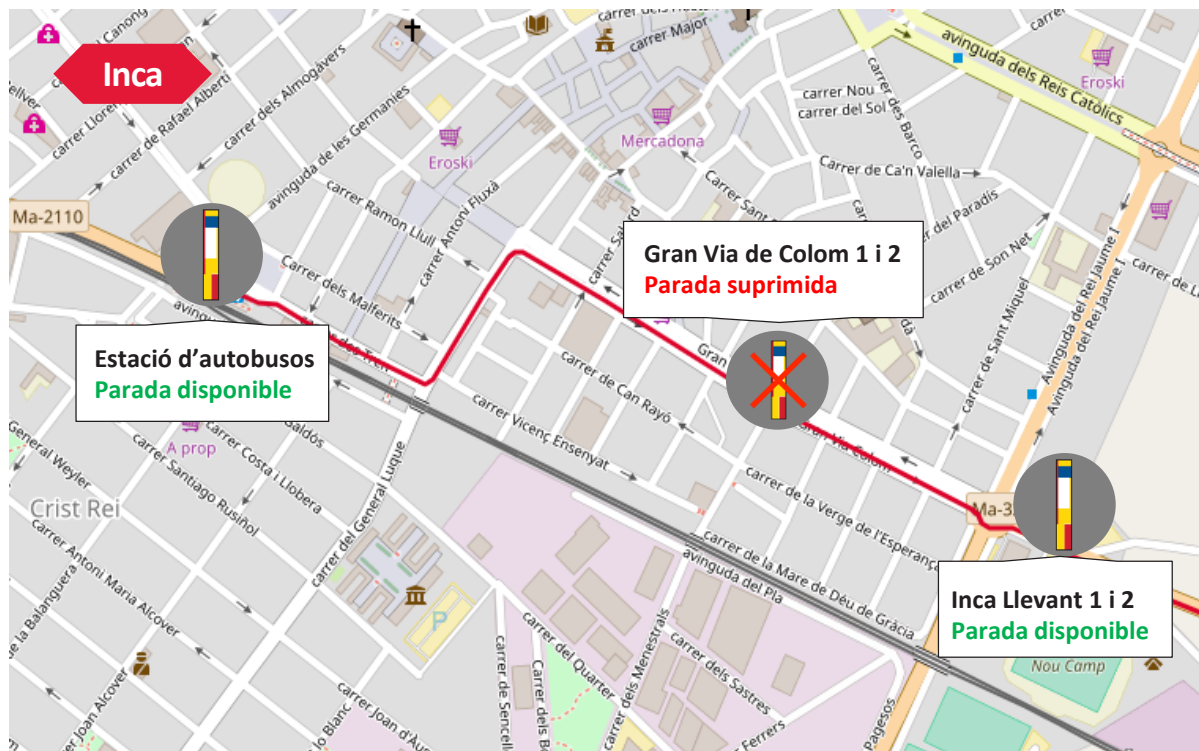 Inca
carrer Major
avinguda dels Reis Catòlics
Eroski
carrer Nou
carrer del Sol
carrer des Barco
carrer de Rafael Alberti
carrer dels Almogàvers
avinguda de les Germanies
Eroski
Mercadona
Carrer de Ca'n Valella
carrer del Paradís
Ma-2110
carrer Ramon Llull
carrer Antoni Fluxà
Gran Via de Colom 1 i 2
Parada suprimida
carrer de Son Net
Avinguda del Rei Jaume I
Avinguda del Rei Jaume I
Carrer dels Malferits
carrer de Sant Miquel
Estació d'autobusos
Parada disponible
carrer de Can Rayó
Gran Via Colom
carrer Vicenç Ensenyat
A prop
General Weyler
carrer Costa i Llobera
carrer Santiago Rusiñol
Crist Rei
carrer del General Luque
carrer de la Verge de l'Esperança
carrer de la Mare de Déu de Gràcia
avinguda del Pla
Inca Llevant 1 i 2
Parada disponible
Nou Camp
carrer Antoni Maria Alcover
P
carrer del Quarter
carrer dels Menestrals
carrer dels Sastres